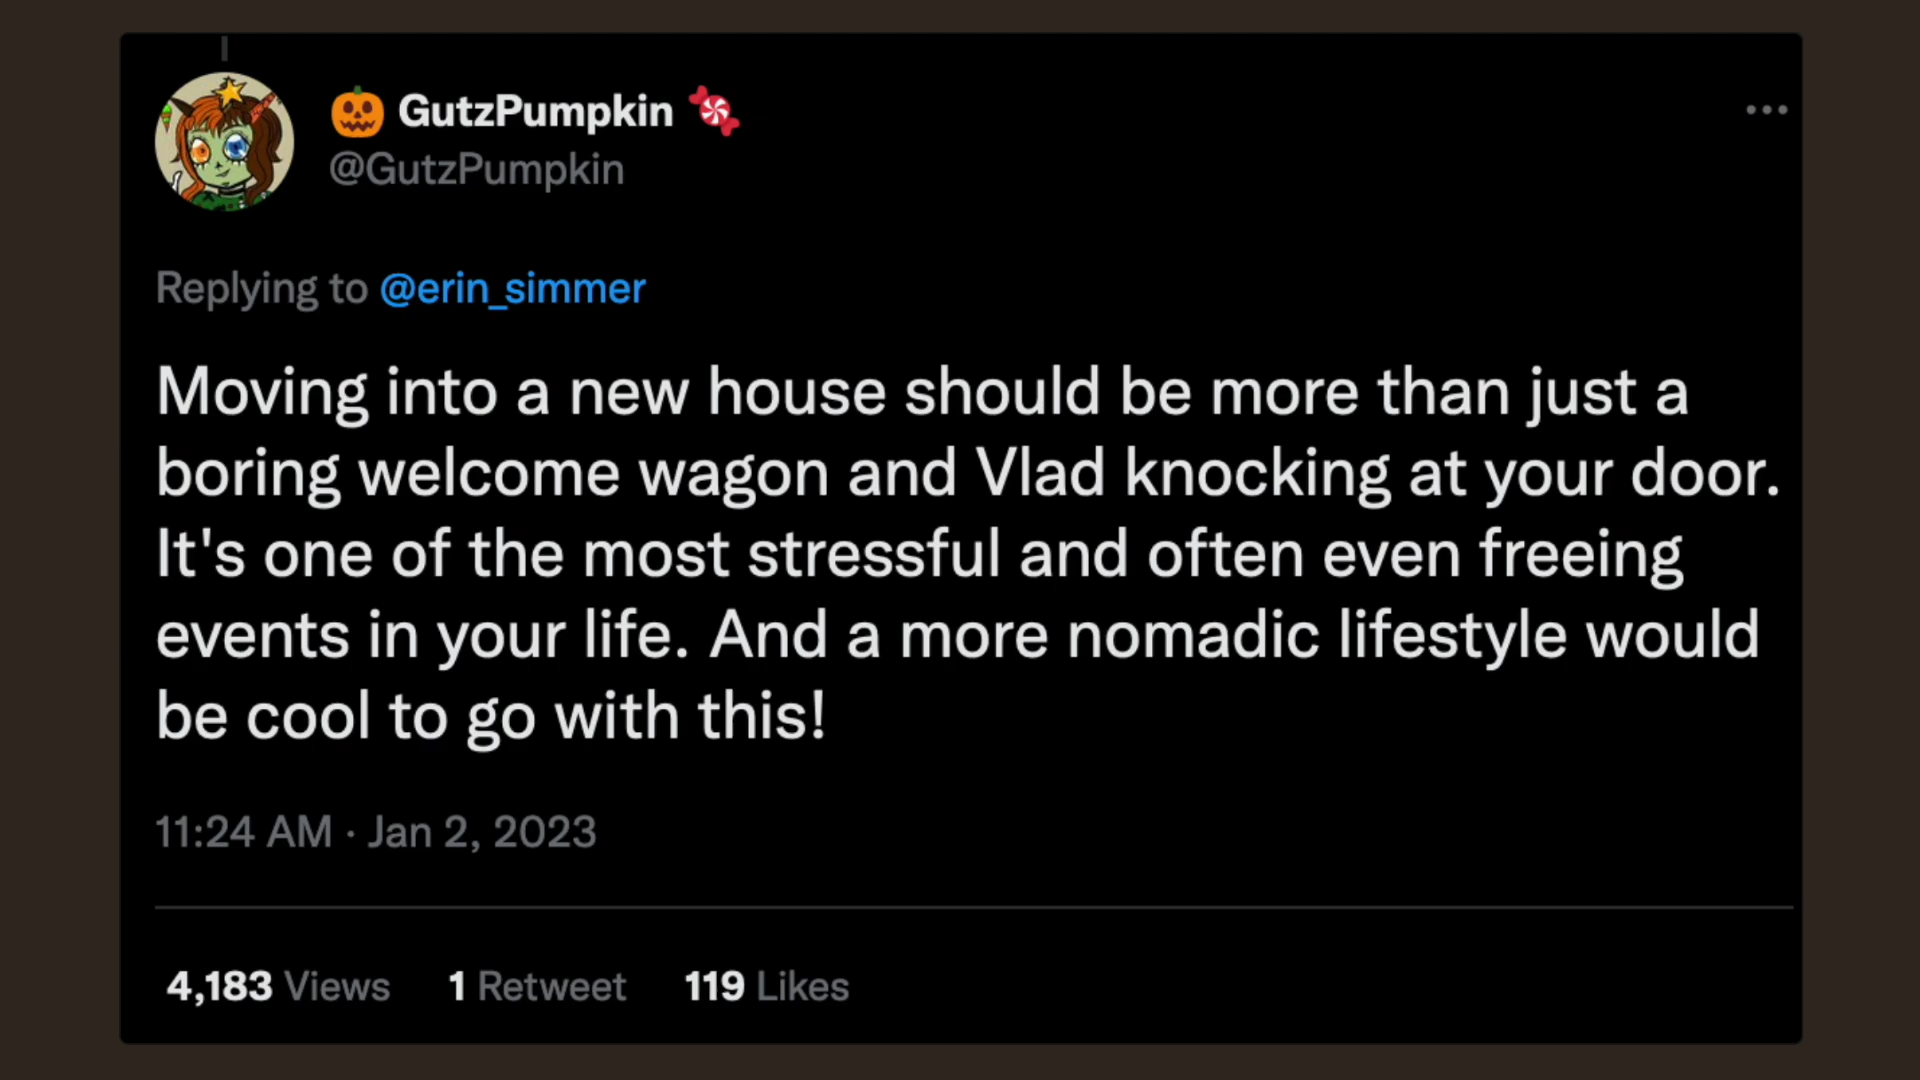 🎃 GutzPumpkin 🍬
@GutzPumpkin
Replying to @erin_simmer
Moving into a new house should be more than just a
boring welcome wagon and Vlad knocking at your door.
It's one of the most stressful and often even freeing
events in your life. And a more nomadic lifestyle would
be cool to go with this!
11:24 AM · Jan 2, 2023
4,183 Views 1 Retweet 119 Likes